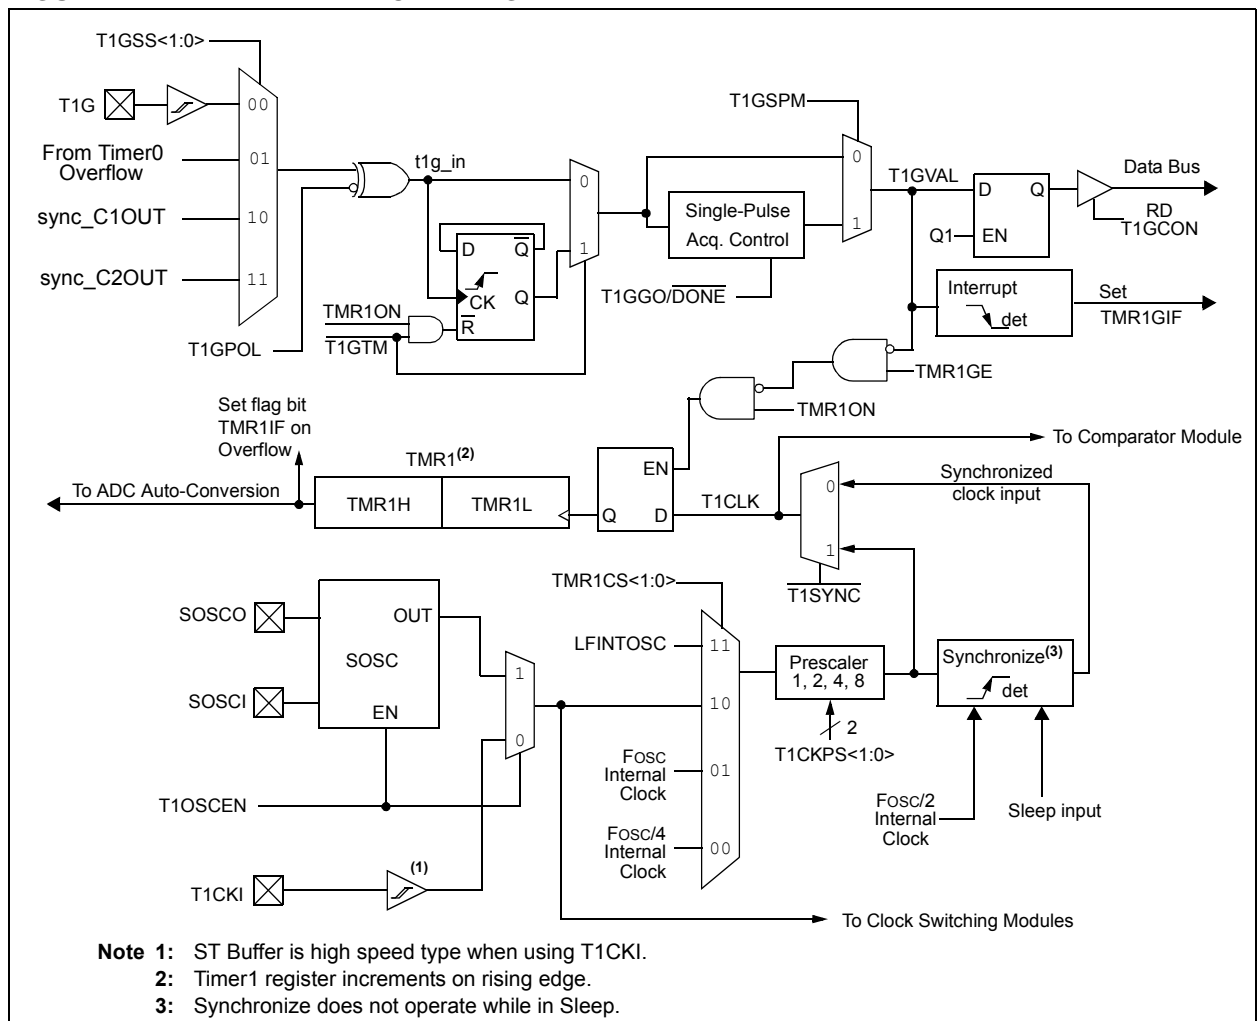 T1GSS<1:0>
T1G
00
From Timer0
Overflow
01
sync_C1OUT
10
sync_C2OUT
11
T1GPOL
t1g_in
D
Q
CK
Q
R
TMR1ON
T1GTM
0
1
Single-Pulse
Acq. Control
T1GGO/DONE
T1GSPM
0
1
T1GVAL
D
Q
Q1
EN
Data Bus
RD
T1GCON
Interrupt
det
Set
TMR1GIF
TMR1GE
TMR1ON
Set flag bit
TMR1IF on
Overflow
TMR1(2)
To ADC Auto-Conversion
TMR1H
TMR1L
EN
Q
D
T1CLK
To Comparator Module
Synchronized
clock input
0
1
T1SYNC
SOSCO
OUT
SOSC
SOSCI
EN
1
0
T1OSCEN
T1CKI
(1)
TMR1CS<1:0>
LFINTOSC
11
10
FOSC
Internal
Clock
01
FOSC/4
Internal
Clock
00
Prescaler
1, 2, 4, 8
2
T1CKPS<1:0>
Synchronize(3)
det
FOSC/2
Internal
Clock
Sleep input
To Clock Switching Modules
Note 1: ST Buffer is high speed type when using T1CKI.
2: Timer1 register increments on rising edge.
3: Synchronize does not operate while in Sleep.